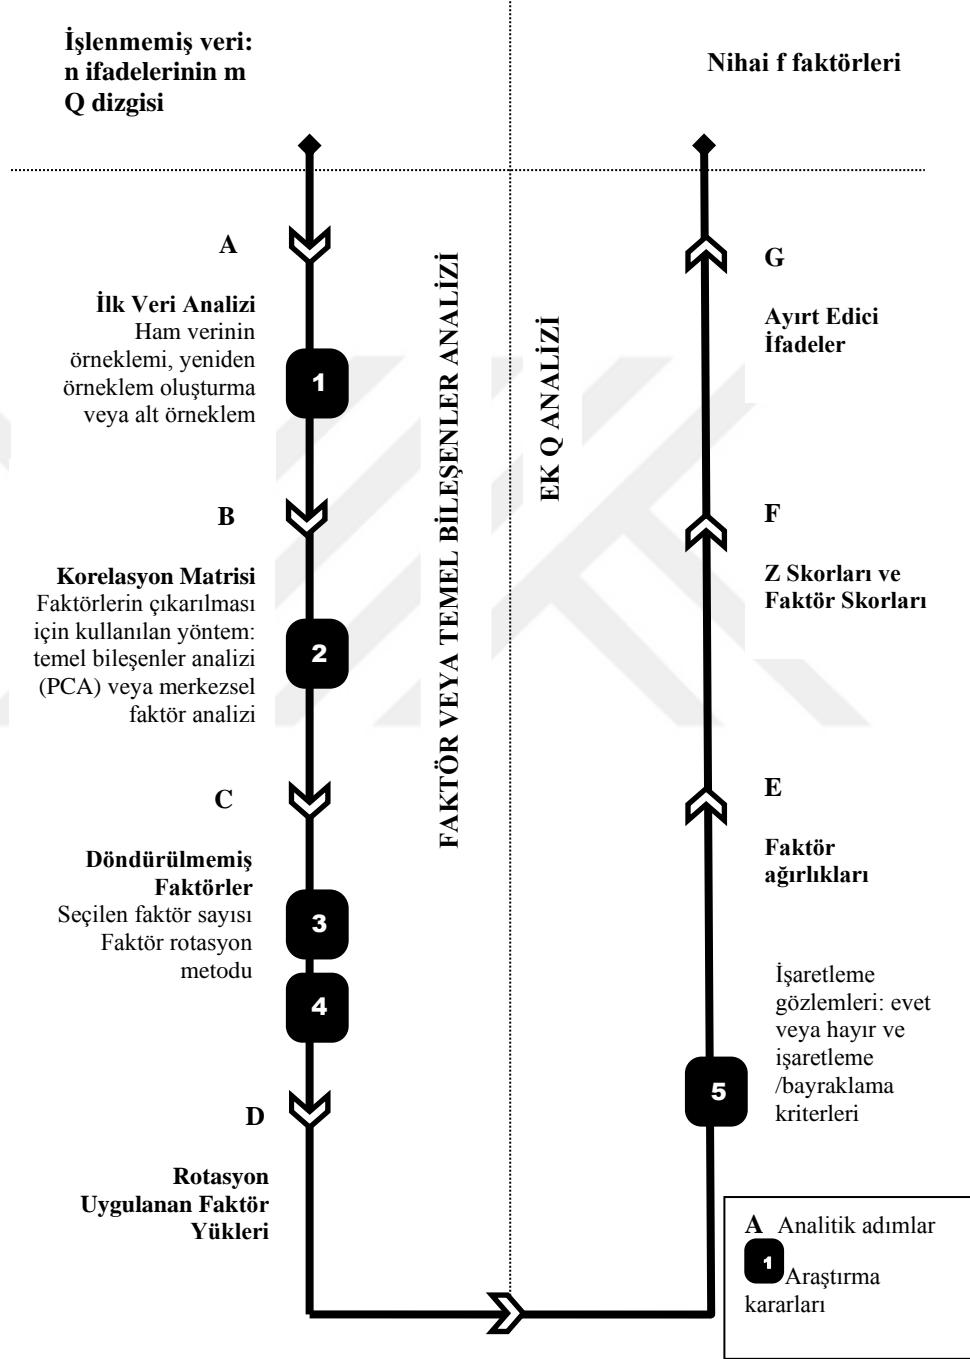 İşlenmemiş veri:
n ifadelerinin m
Q dizgisi
Nihai f faktörleri
A
İlk Veri Analizi
Ham verinin
örneklemi, yeniden
örneklem oluşturma
veya alt örneklem
1
B
Korelasyon Matrisi
Faktörlerin çıkarılması
için kullanılan yöntem:
temel bileşenler analizi
(PCA) veya merkezsel
faktör analizi
2
C
Döndürülmemiş
Faktörler
Seçilen faktör sayısı
Faktör rotasyon
metodu
3
4
D
Rotasyon
Uygulanan Faktör
Yükleri
FAKTÖR VEYA TEMEL BİLEŞENLER ANALİZİ
EK Q ANALİZİ
G
Ayırt Edici
İfadeler
F
Z Skorları ve
Faktör Skorları
E
Faktör
ağırlıkları
İşaretleme
gözlemleri: evet
veya hayır ve
işaretleme
/bayraklama
kriterleri
5
A Analitik adımlar
1 Araştırma
kararları